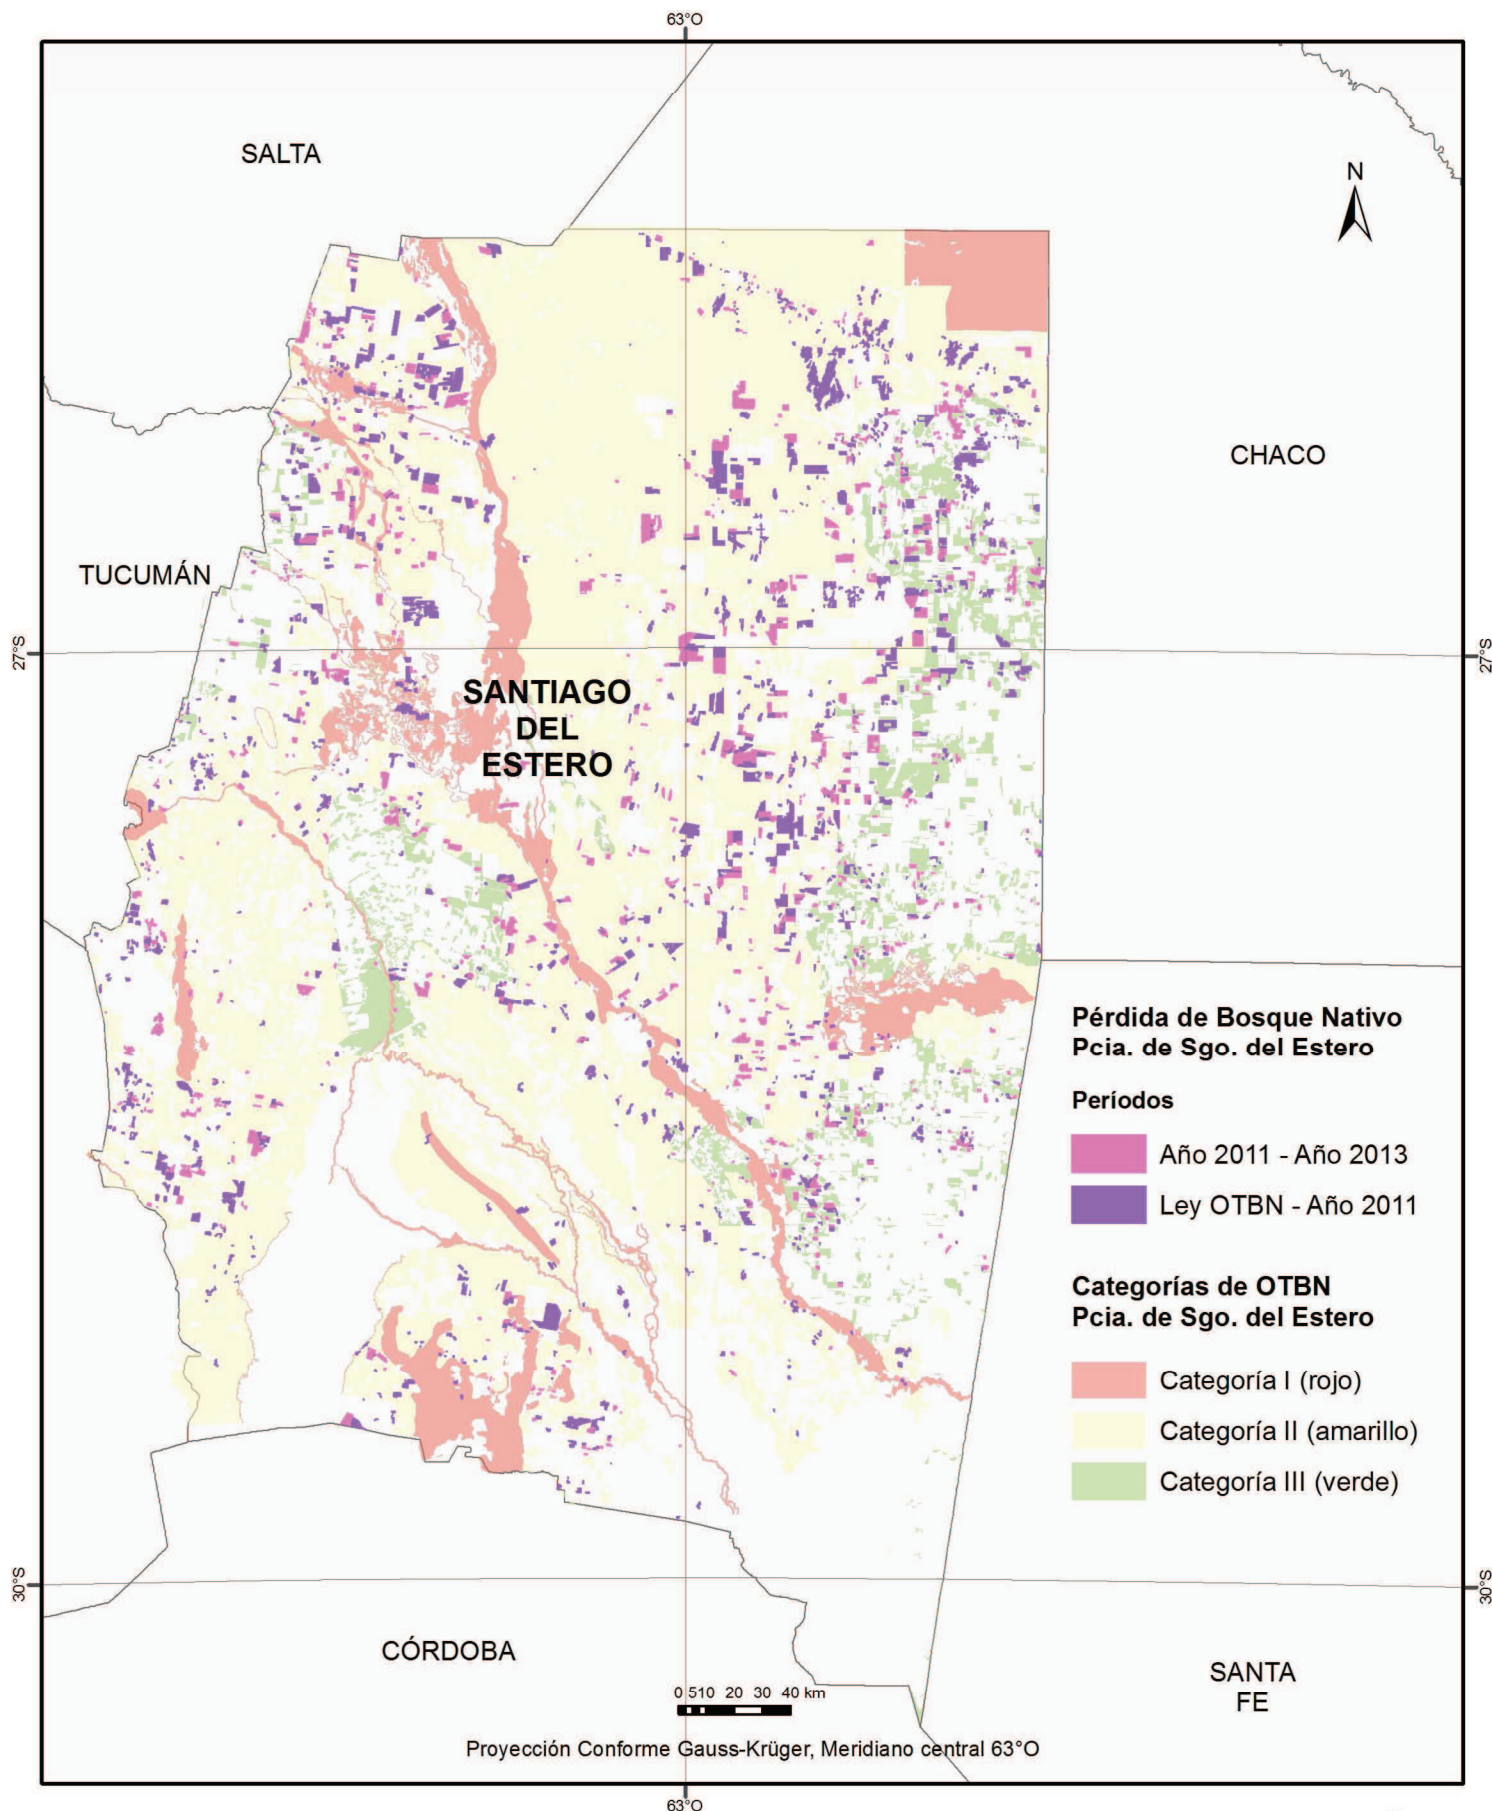 63°O
SALTA
N
CHACO
TUCUMÁN
27°S
27°S
SANTIAGO
DEL
ESTERO
Pérdida de Bosque Nativo
Pcia. de Sgo. del Estero
Períodos
Año 2011 - Año 2013
Ley OTBN - Año 2011
Categorías de OTBN
Pcia. de Sgo. del Estero
Categoría I (rojo)
Categoría II (amarillo)
Categoría III (verde)
30°S
30°S
CÓRDOBA
SANTA
FE
0 510 20 30 40 km
Proyección Conforme Gauss-Krüger, Meridiano central 63°O
63°O